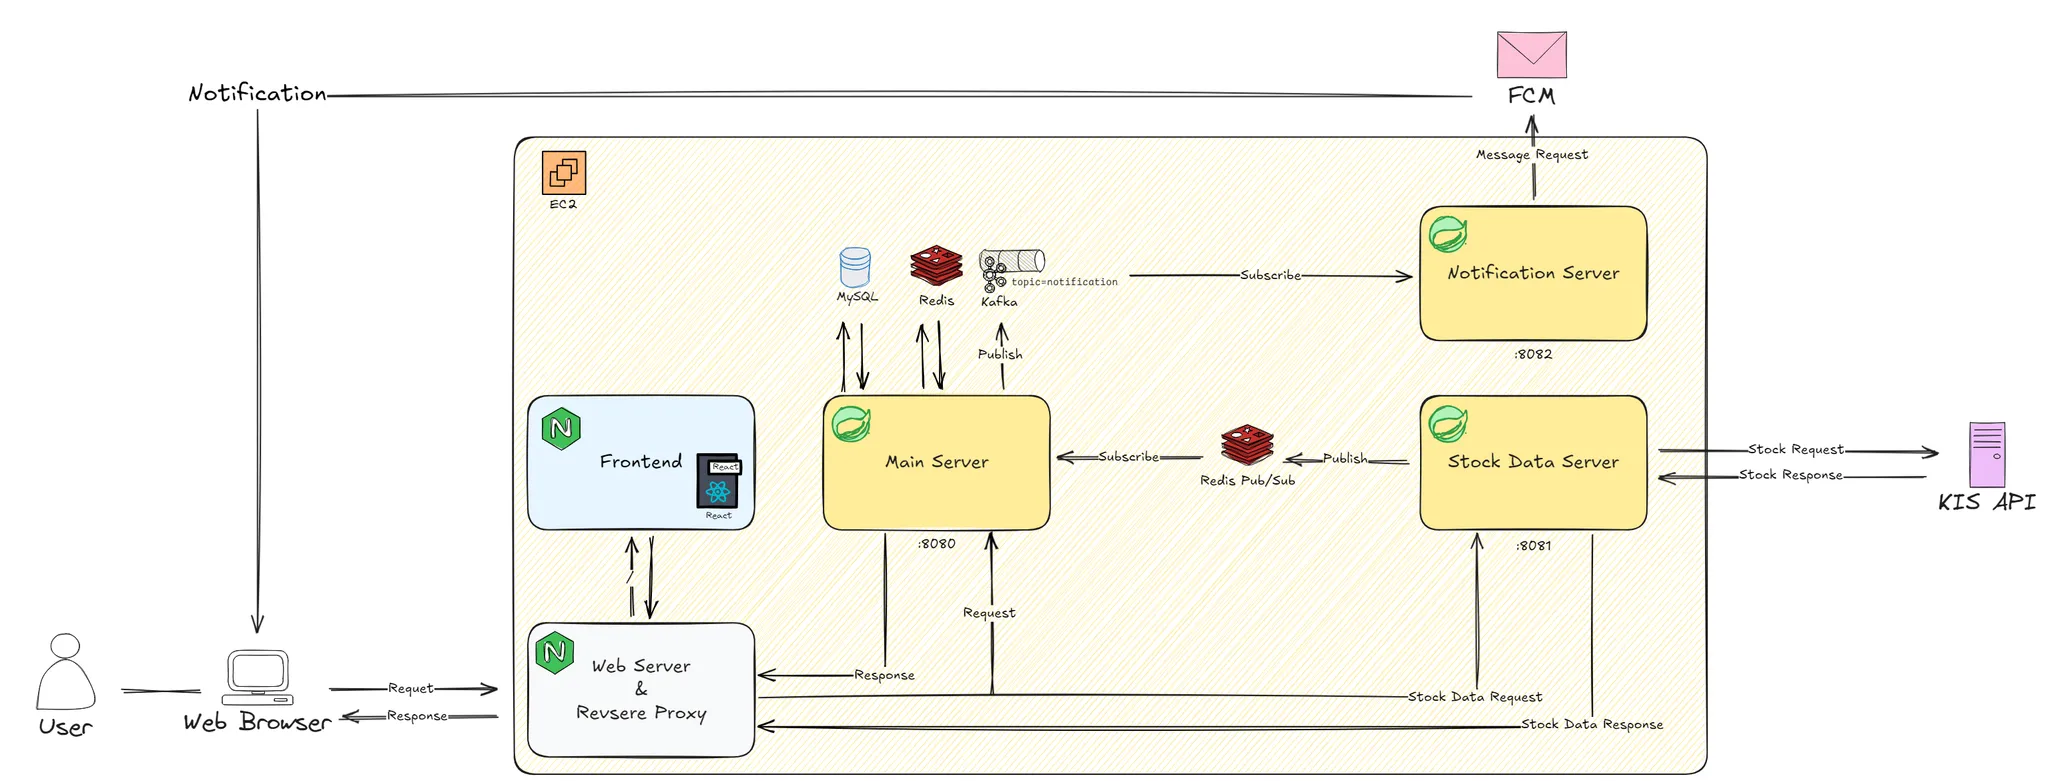 FCM
Notification
Message Request
EC2
Notification Server
MySQL
Redis
Kafka
topic=notification
Subscribe
:8082
Publish
Frontend
React
React
Main Server
Subscribe
Redis Pub/Sub
Publish
Stock Data Server
Stock Request
Stock Response
KIS API
:8080
:8081
/
Request
Web Server
&
Revsere Proxy
Response
Stock Data Request
Stock Data Response
User
Web Browser
Requet
Response
N
N